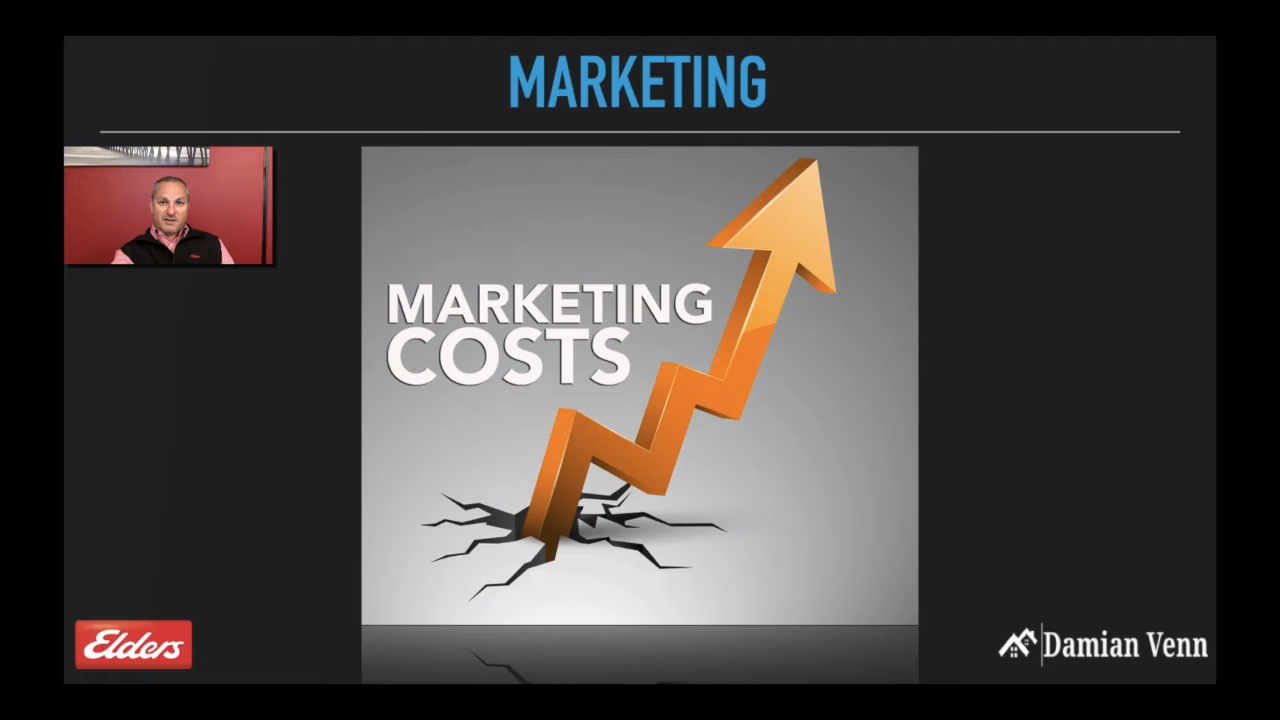 MARKETING
MARKETING
COSTS
Elders
Damian Venn